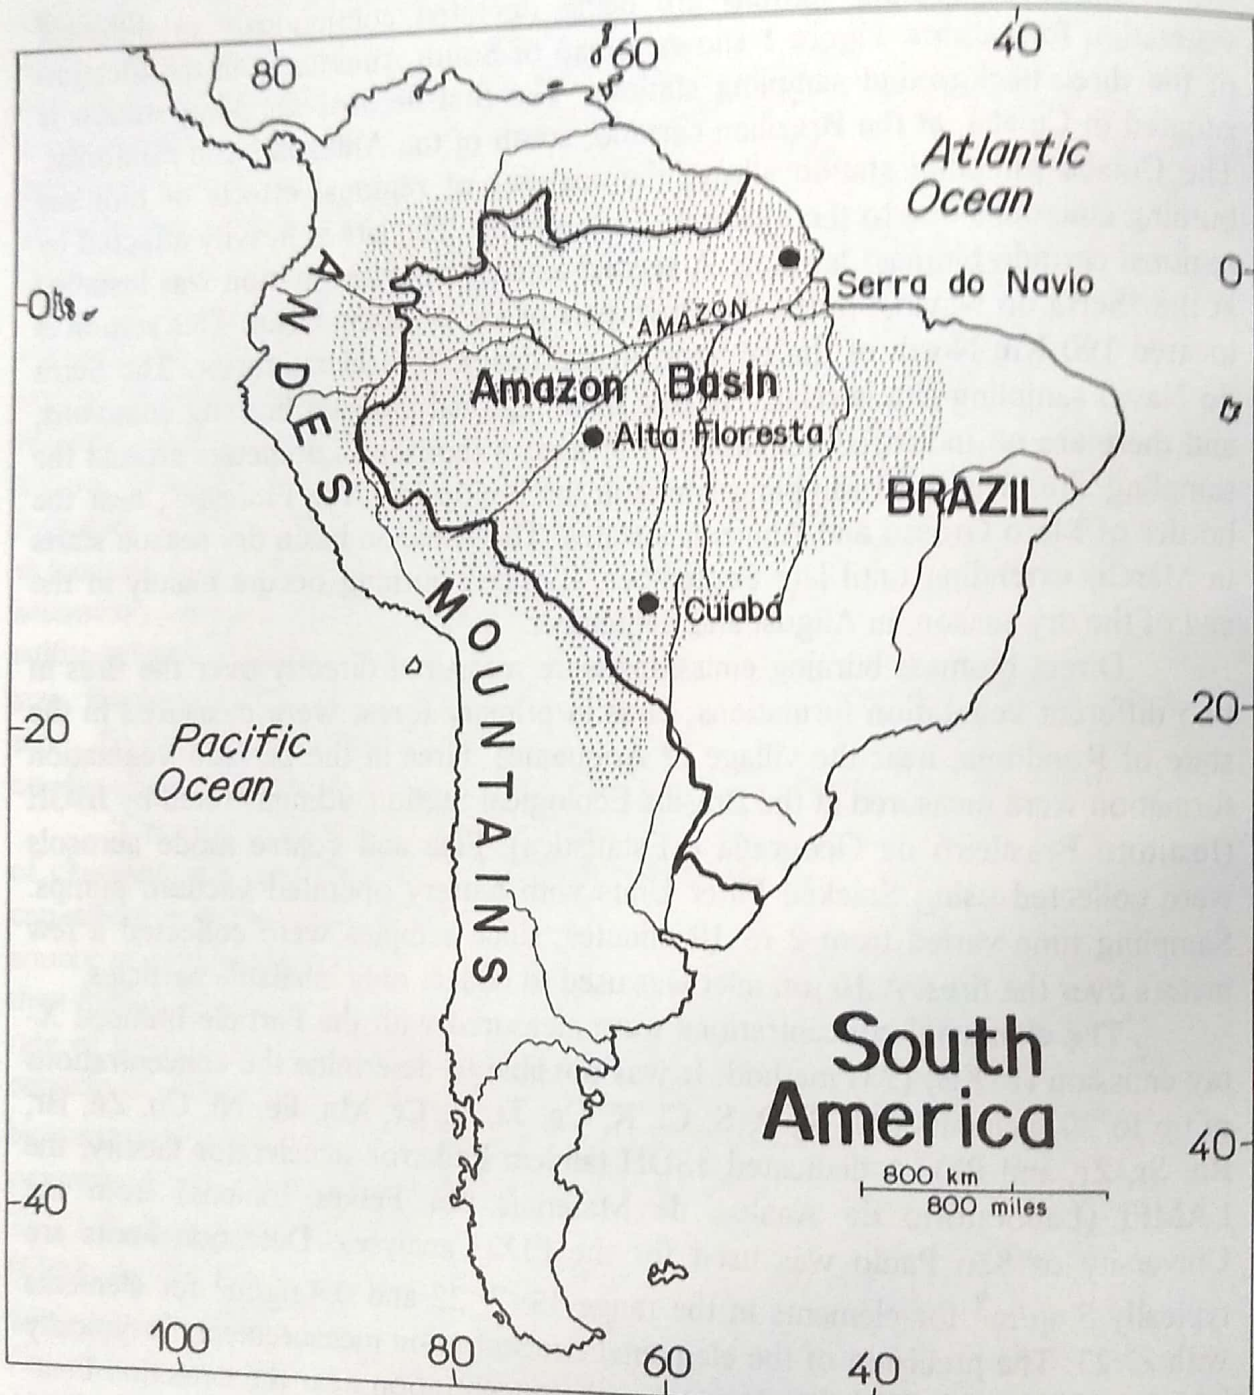 80
60
40
Atlantic
Ocean
0
0
Serra do Navio
AMAZON
Amazon Basin
Alta Floresta
BRAZIL
ANDES
MOUNTAINS
Cuiabá
20
20
Pacific
Ocean
South
America
800 km
800 miles
40
40
100
80
60
40